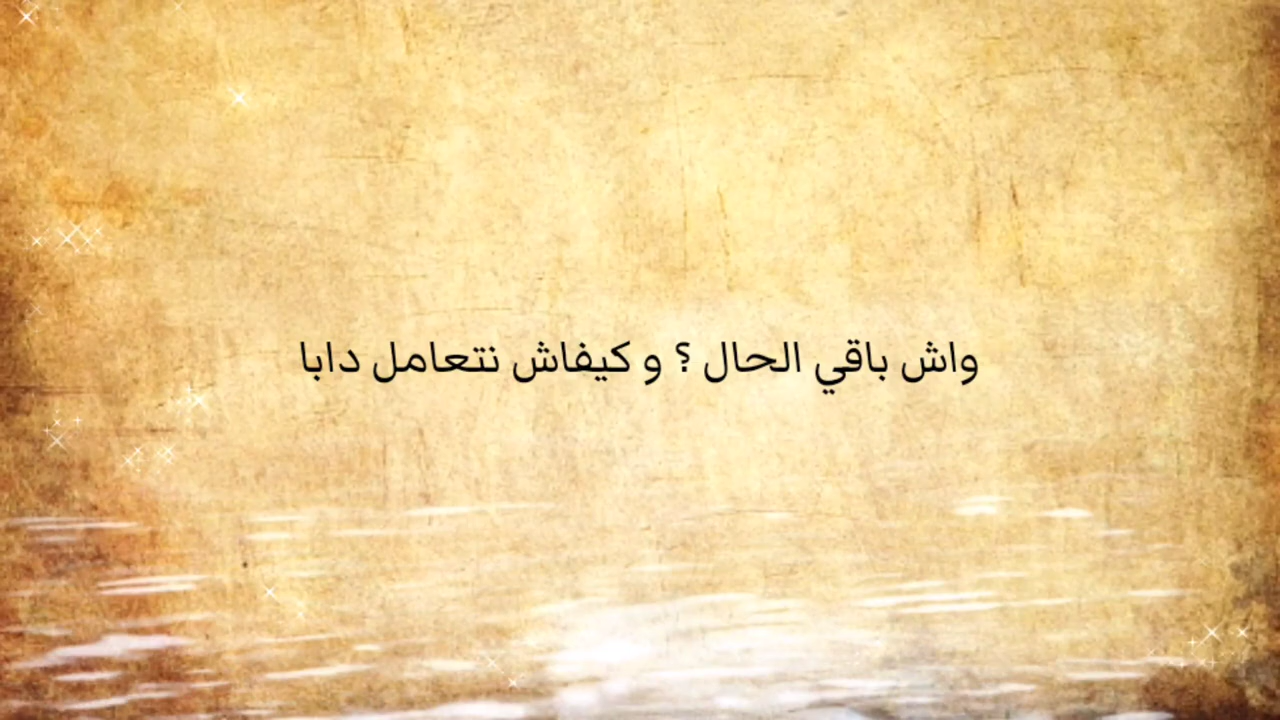 واش باقي الحال ؟ و كيفاش نتعامل دابا